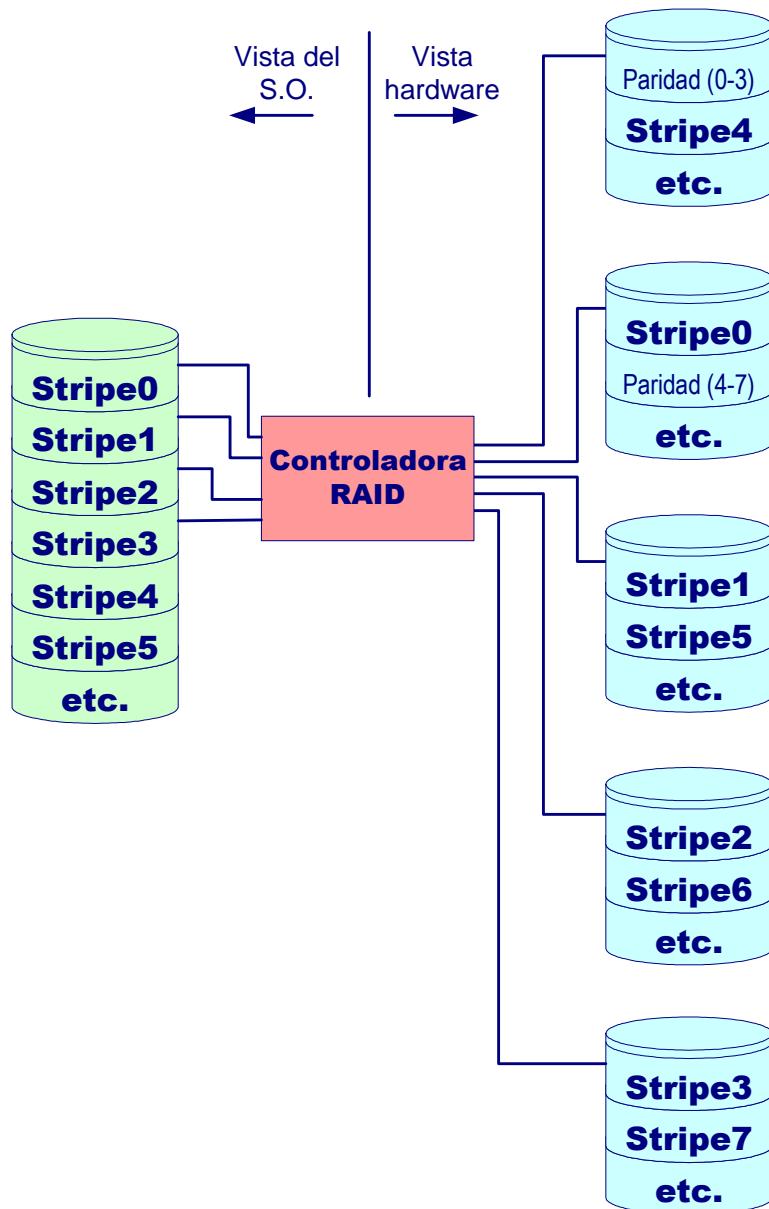 Vista del
S.O.
Vista
hardware
Stripe0
Stripe1
Stripe2
Stripe3
Stripe4
Stripe5
etc.
Controladora
RAID
Paridad (0-3)
Stripe4
etc.
Stripe0
Paridad (4-7)
etc.
Stripe1
Stripe5
etc.
Stripe2
Stripe6
etc.
Stripe3
Stripe7
etc.